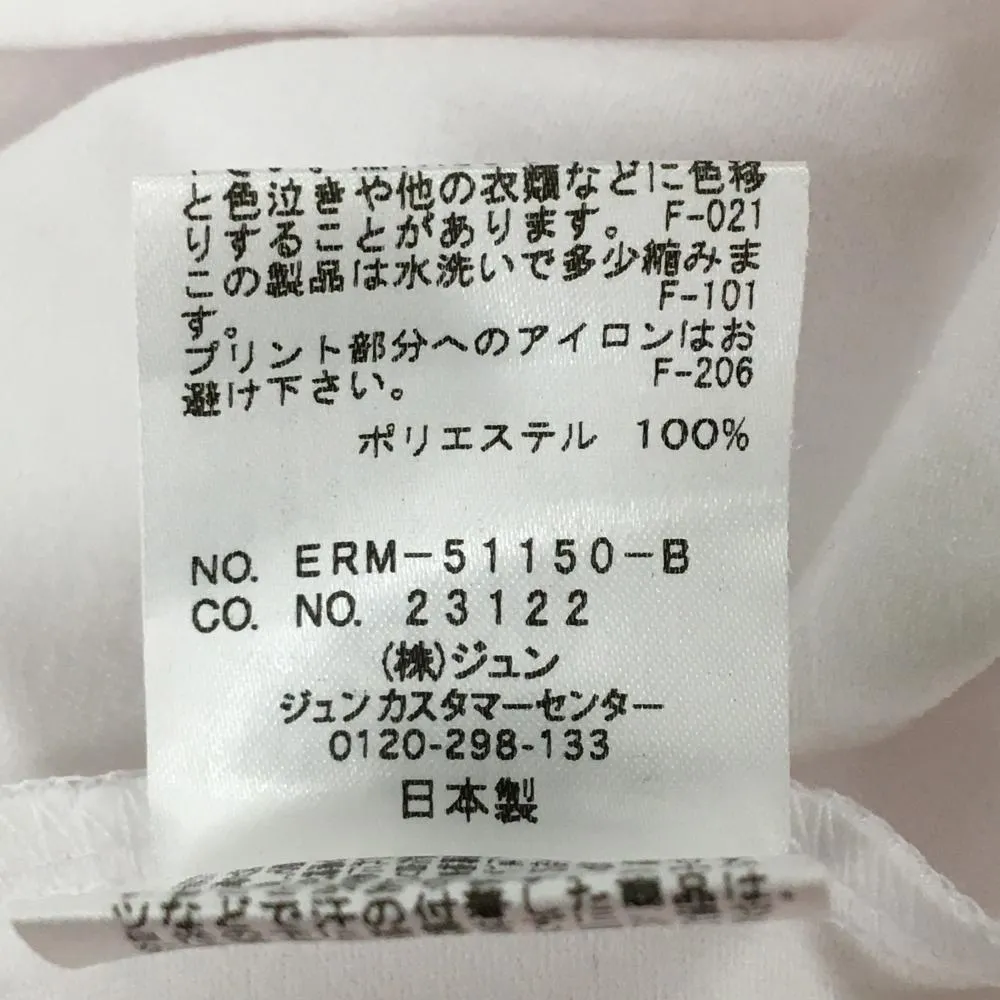 と色泣きや他の衣類などに色移
りすることがあります。 F-021
この製品は水洗いで多少縮みま
す。 F-101
プリント部分へのアイロンはお
避け下さい。 F-206
ポリエステル 100%
NO. ERM-51150-B
CO. NO. 23122
(株)ジュン
ジュンカスタマーセンター
0120-298-133
日本製